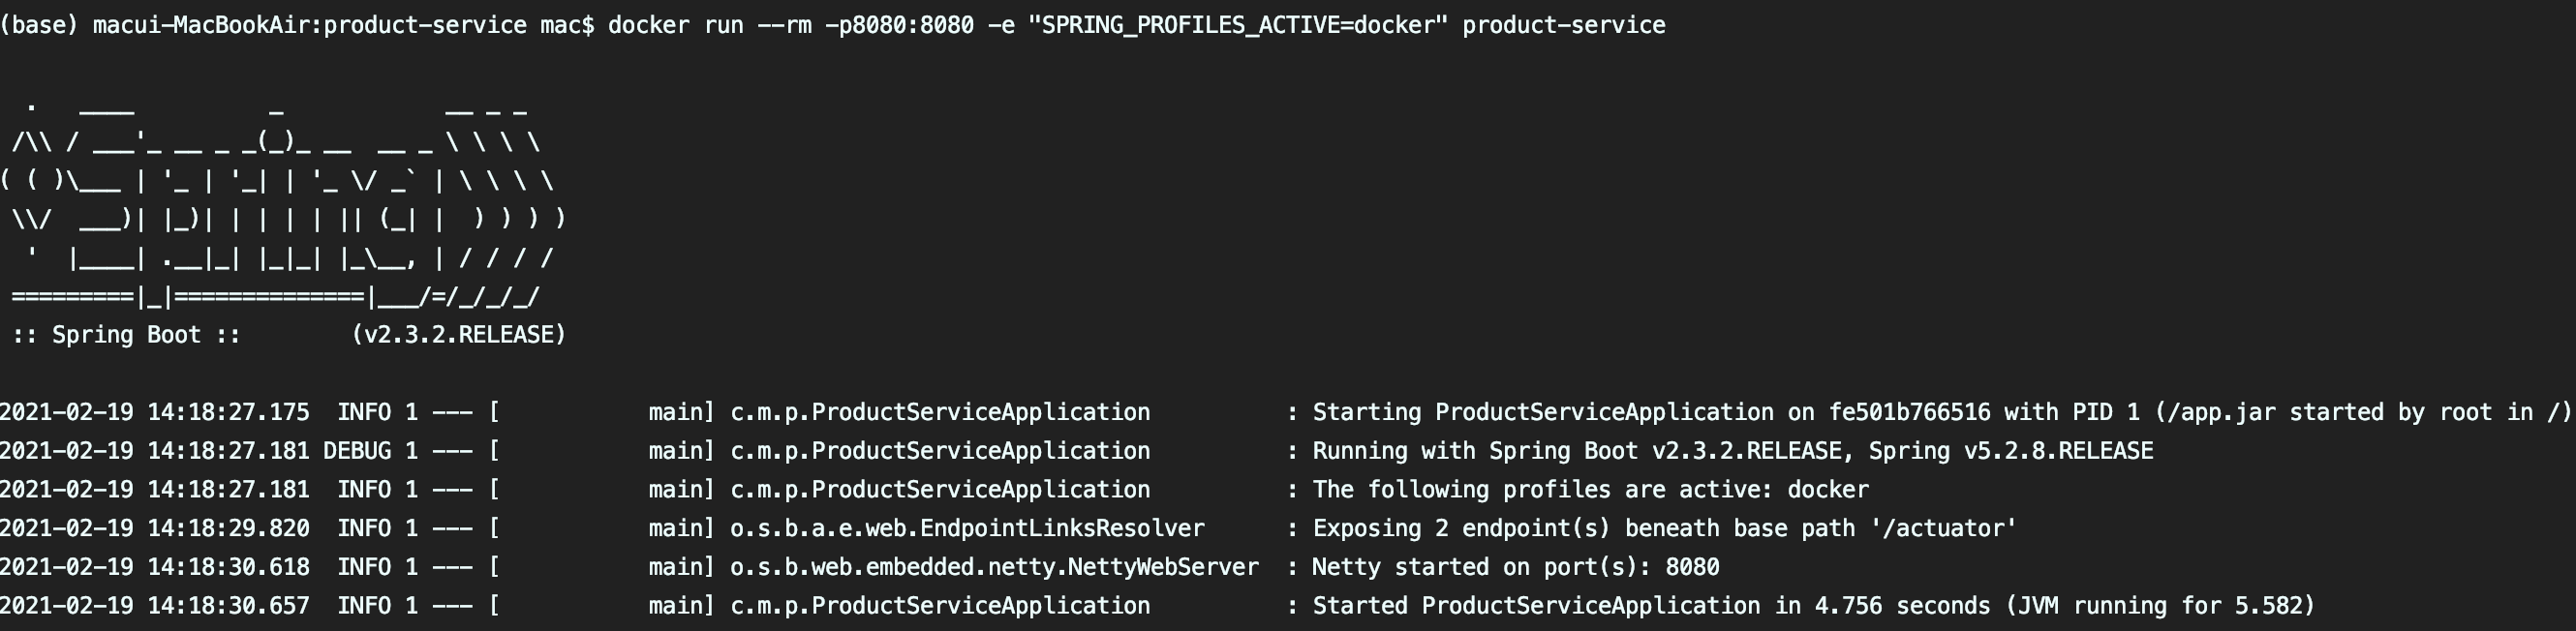 (base) macui-MacBookAir:product-service mac$ docker run --rm -p8080:8080 -e "SPRING_PROFILES_ACTIVE=docker" product-service
  .   ____          _            __ _ _
 /\\ / ___'_ __ _ _(_)_ __  __ _ \ \ \ \
( ( )\___ | '_ | '_| | '_ \/ _` | \ \ \ \
 \\/  ___)| |_)| | | | | || (_| |  ) ) ) )
  '  |____| .__|_| |_|_| |_\__, | / / / /
 =========|_|==============|___/=/_/_/_/
 :: Spring Boot ::        (v2.3.2.RELEASE)
2021-02-19 14:18:27.175  INFO 1 --- [           main] c.m.p.ProductServiceApplication          : Starting ProductServiceApplication on fe501b766516 with PID 1 (/app.jar started by root in /)
2021-02-19 14:18:27.181 DEBUG 1 --- [           main] c.m.p.ProductServiceApplication          : Running with Spring Boot v2.3.2.RELEASE, Spring v5.2.8.RELEASE
2021-02-19 14:18:27.181  INFO 1 --- [           main] c.m.p.ProductServiceApplication          : The following profiles are active: docker
2021-02-19 14:18:29.820  INFO 1 --- [           main] o.s.b.a.e.web.EndpointLinksResolver      : Exposing 2 endpoint(s) beneath base path '/actuator'
2021-02-19 14:18:30.618  INFO 1 --- [           main] o.s.b.web.embedded.netty.NettyWebServer  : Netty started on port(s): 8080
2021-02-19 14:18:30.657  INFO 1 --- [           main] c.m.p.ProductServiceApplication          : Started ProductServiceApplication in 4.756 seconds (JVM running for 5.582)